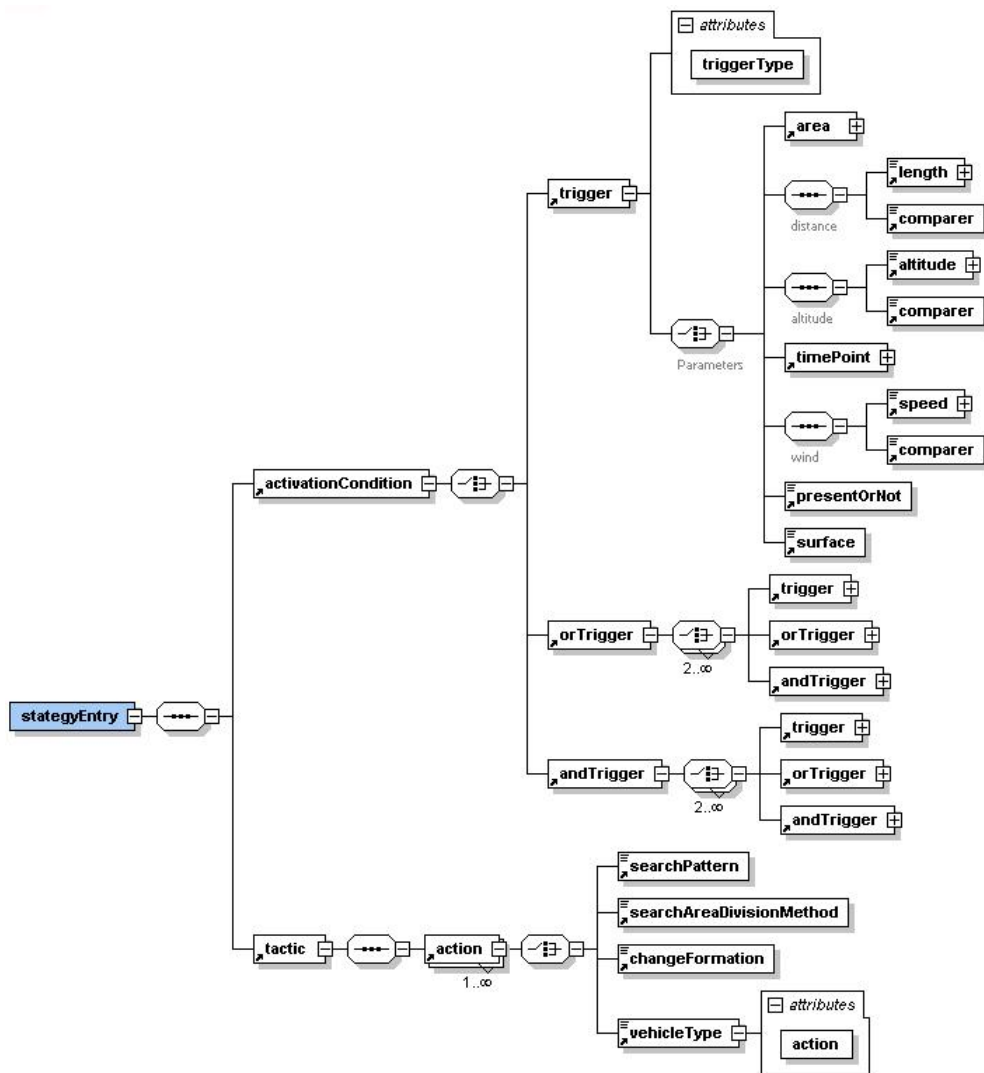 attributes
triggerType
area
length
trigger
distance
comparer
altitude
altitude
comparer
Parameters
timePoint
speed
activationCondition
wind
comparer
presentOrNot
surface
trigger
orTrigger
orTrigger
2..∞
andTrigger
stategyEntry
trigger
andTrigger
orTrigger
2..∞
andTrigger
searchPattern
searchAreaDivisionMethod
tactic
action
changeFormation
1..∞
attributes
vehicleType
action